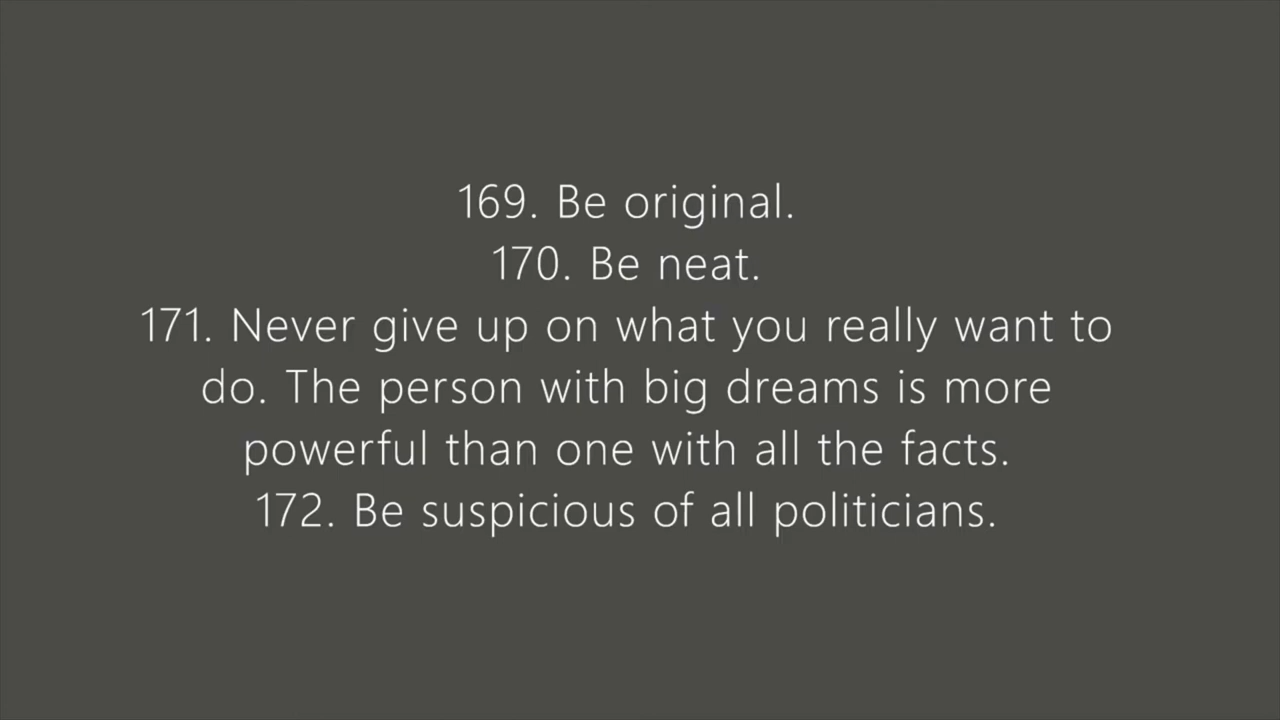 169. Be original.
170. Be neat.
171. Never give up on what you really want to
do. The person with big dreams is more
powerful than one with all the facts.
172. Be suspicious of all politicians.